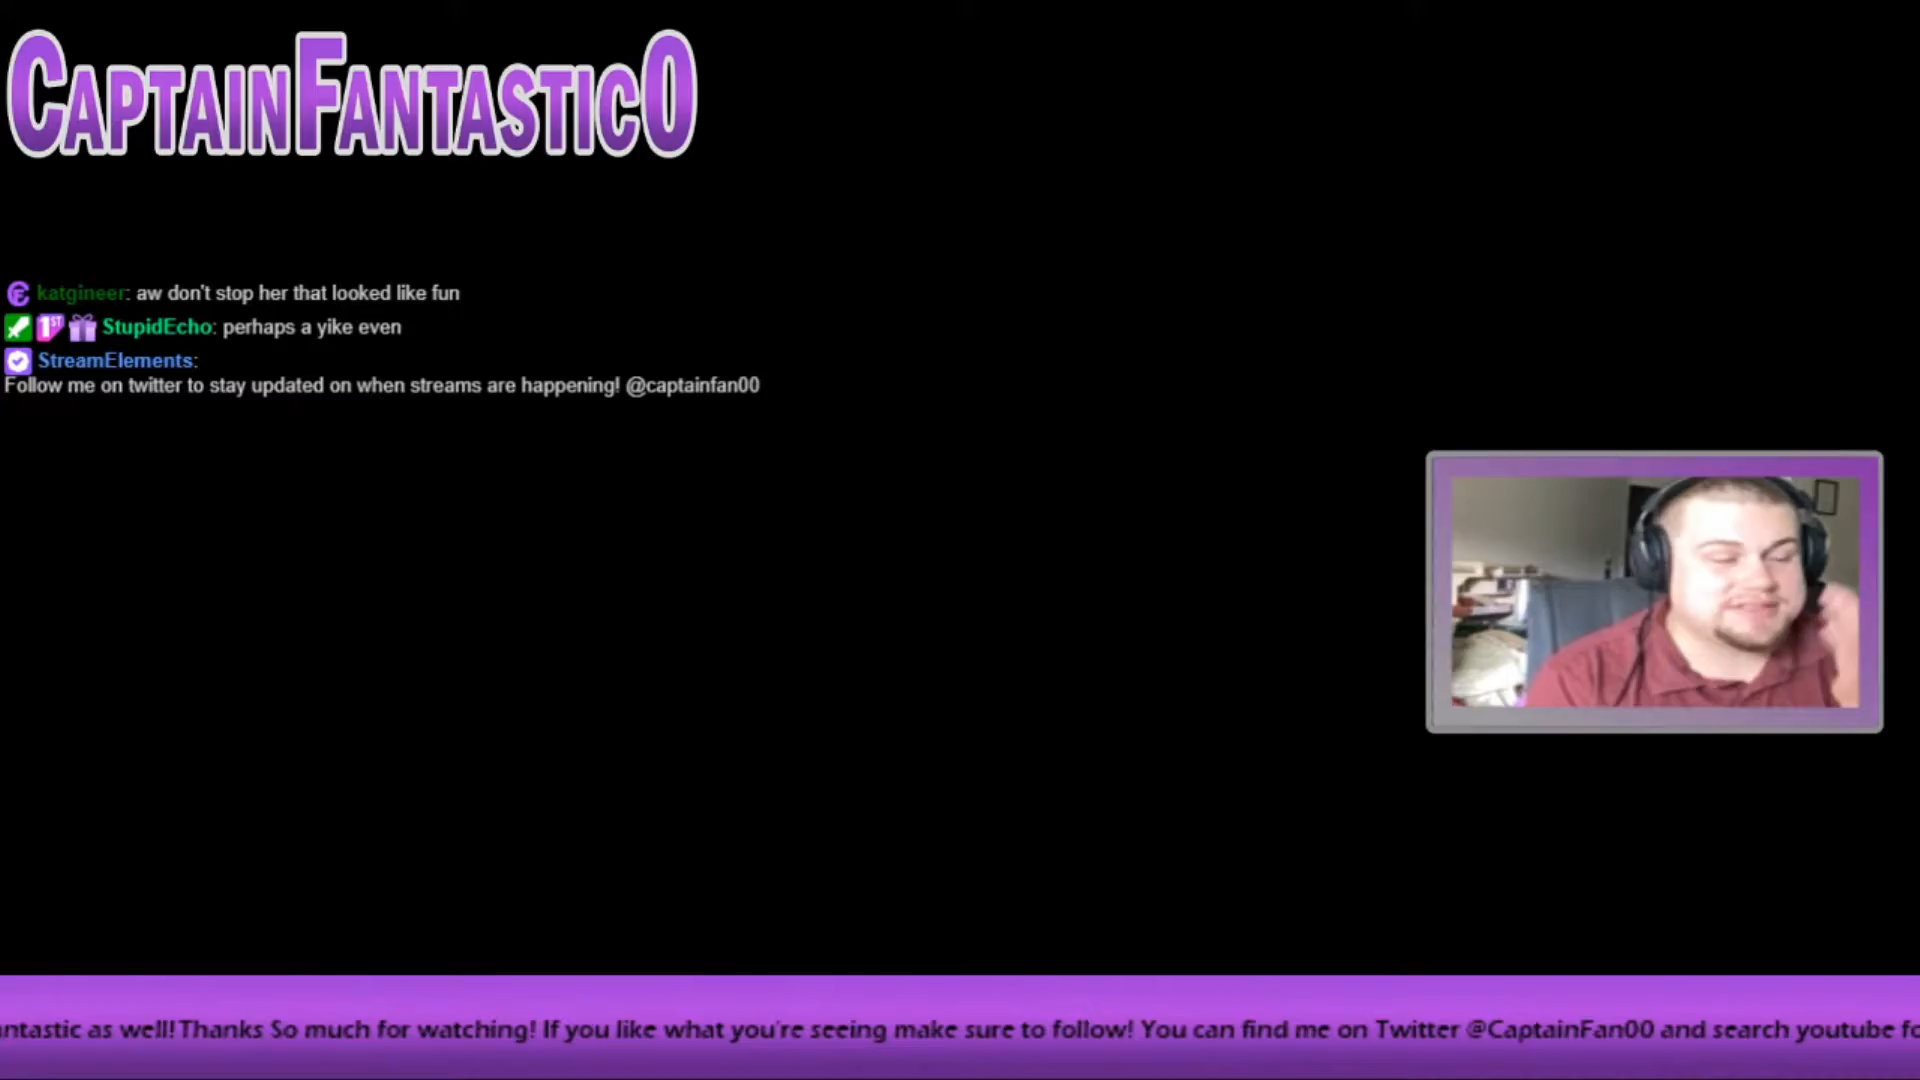 CAPTAINFANTASTIC0
katgineer: aw don't stop her that looked like fun
1ST StupidEcho: perhaps a yike even
StreamElements:
Follow me on twitter to stay updated on when streams are happening! @captainfan00
ntastic as well! Thanks So much for watching! If you like what you're seeing make sure to follow! You can find me on Twitter @CaptainFan00 and search youtube fo